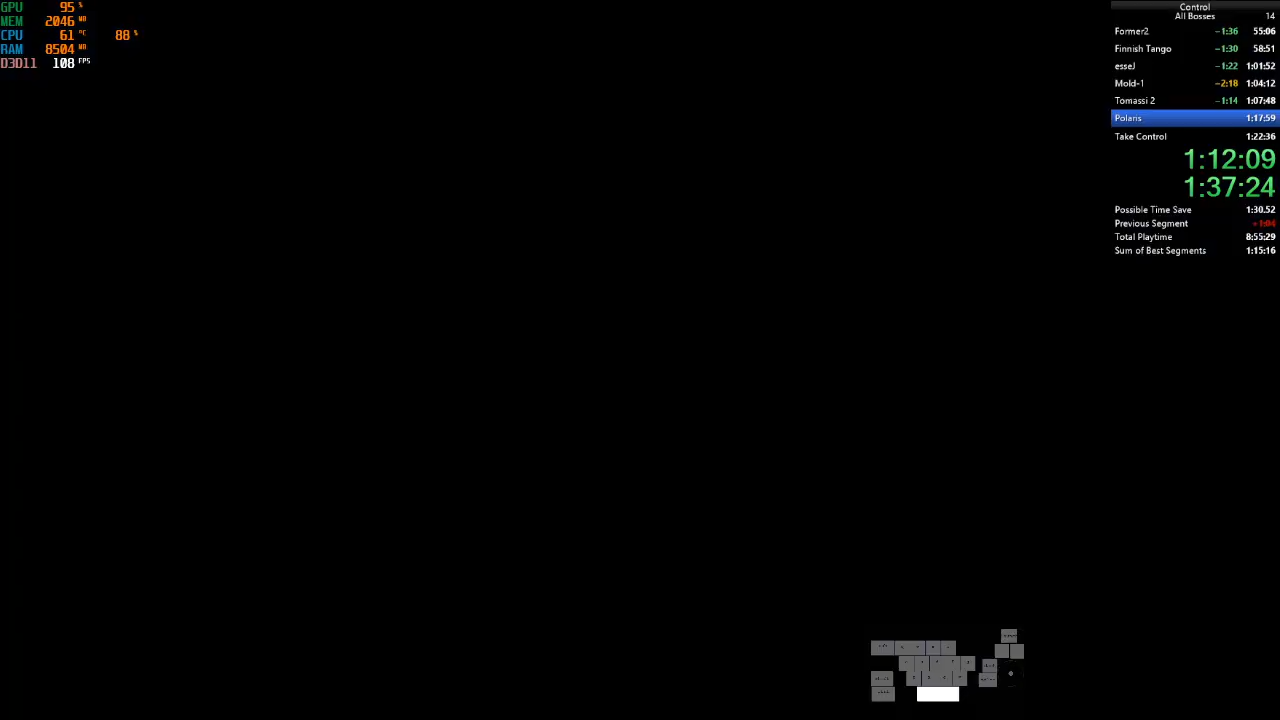 GPU 95 %
MEM 2046 MB
CPU 61 °C 88 %
RAM 8504 MB
D3D11 108 FPS
Control
All Bosses 14
Former2 −1:36 55:06
Finnish Tango −1:30 58:51
esseJ −1:22 1:01:52
Mold-1 −2:18 1:04:12
Tomassi 2 −1:14 1:07:48
Polaris 1:17:59
Take Control 1:22:36
1:12:09
1:37:24
Possible Time Save 1:30.52
Previous Segment +1:04
Total Playtime 8:55:29
Sum of Best Segments 1:15:16